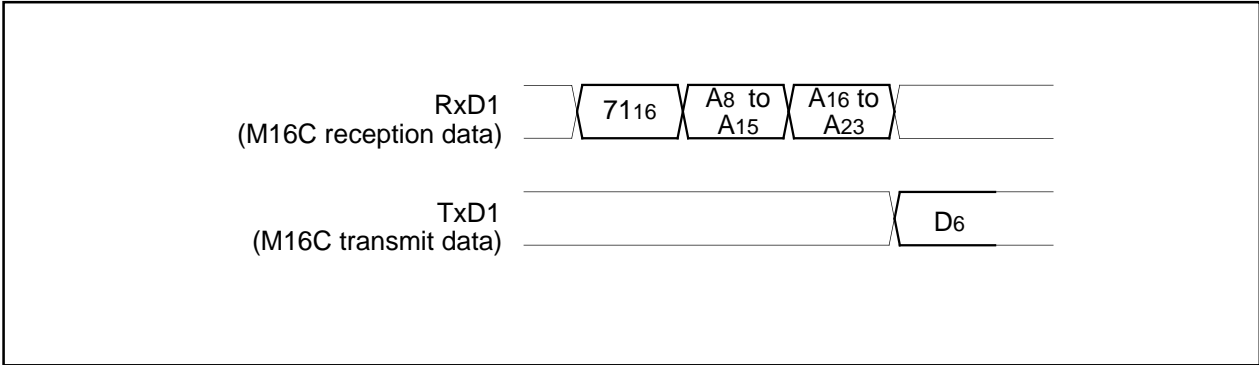 RxD1
(M16C reception data)
7116
A8 to
A15
A16 to
A23
TxD1
(M16C transmit data)
D6